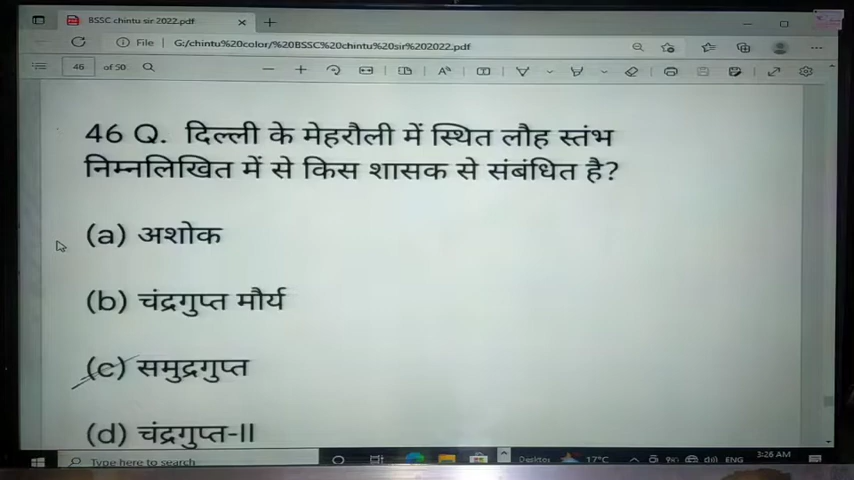 BSSC chintu sir 2022.pdf
File G:/chintu%20color/%20BSSC%20chintu%20sir%202022.pdf
46 of 50
46 Q. दिल्ली के मेहरौली में स्थित लौह स्तंभ
निम्नलिखित में से किस शासक से संबंधित है?
(a) अशोक
(b) चंद्रगुप्त मौर्य
(c) समुद्रगुप्त
(d) चंद्रगुप्त-II
Type here to search
Desktop 17°C ENG 3:26 AM